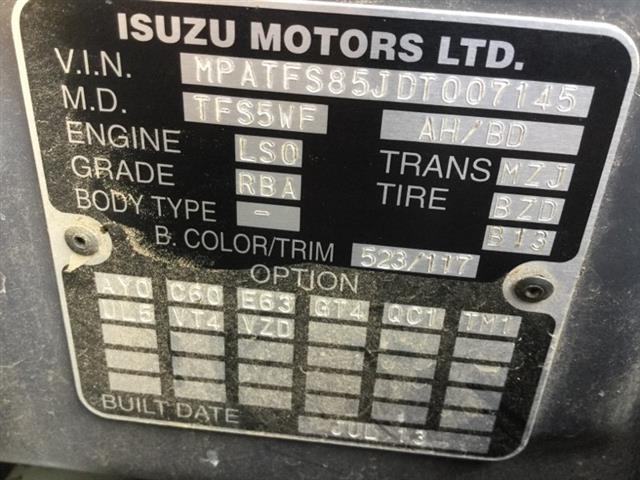 ISUZU MOTORS LTD.
V.I.N. MPATFS85JDT007145
M.D. TFS5WF AH/BD
ENGINE LSO TRANS MZJ
GRADE RBA TIRE BZD
BODY TYPE - B13
B. COLOR/TRIM 523/117
OPTION
AY0 C60 E63 GT4 QC1 TM1
UL5 VT4 VZD
BUILT DATE JUL 13